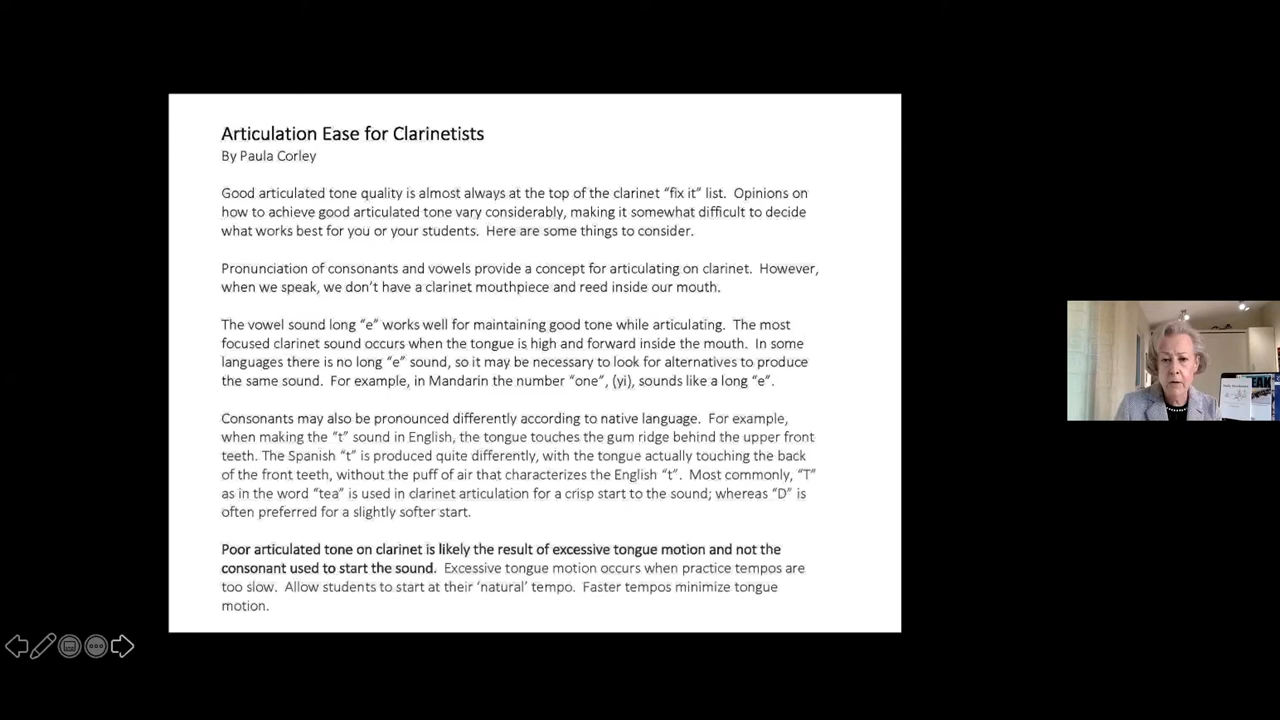 Articulation Ease for Clarinetists
By Paula Corley
Good articulated tone quality is almost always at the top of the clarinet “fix it” list.  Opinions on
how to achieve good articulated tone vary considerably, making it somewhat difficult to decide
what works best for you or your students.  Here are some things to consider.
Pronunciation of consonants and vowels provide a concept for articulating on clarinet.  However,
when we speak, we don’t have a clarinet mouthpiece and reed inside our mouth.
The vowel sound long “e” works well for maintaining good tone while articulating.  The most
focused clarinet sound occurs when the tongue is high and forward inside the mouth.  In some
languages there is no long “e” sound, so it may be necessary to look for alternatives to produce
the same sound.  For example, in Mandarin the number “one”, (yi), sounds like a long “e”.
Consonants may also be pronounced differently according to native language.  For example,
when making the “t” sound in English, the tongue touches the gum ridge behind the upper front
teeth. The Spanish “t” is produced quite differently, with the tongue actually touching the back
of the front teeth, without the puff of air that characterizes the English “t”.  Most commonly, “T”
as in the word “tea” is used in clarinet articulation for a crisp start to the sound; whereas “D” is
often preferred for a slightly softer start.
Poor articulated tone on clarinet is likely the result of excessive tongue motion and not the
consonant used to start the sound.  Excessive tongue motion occurs when practice tempos are
too slow.  Allow students to start at their ‘natural’ tempo.  Faster tempos minimize tongue
motion.